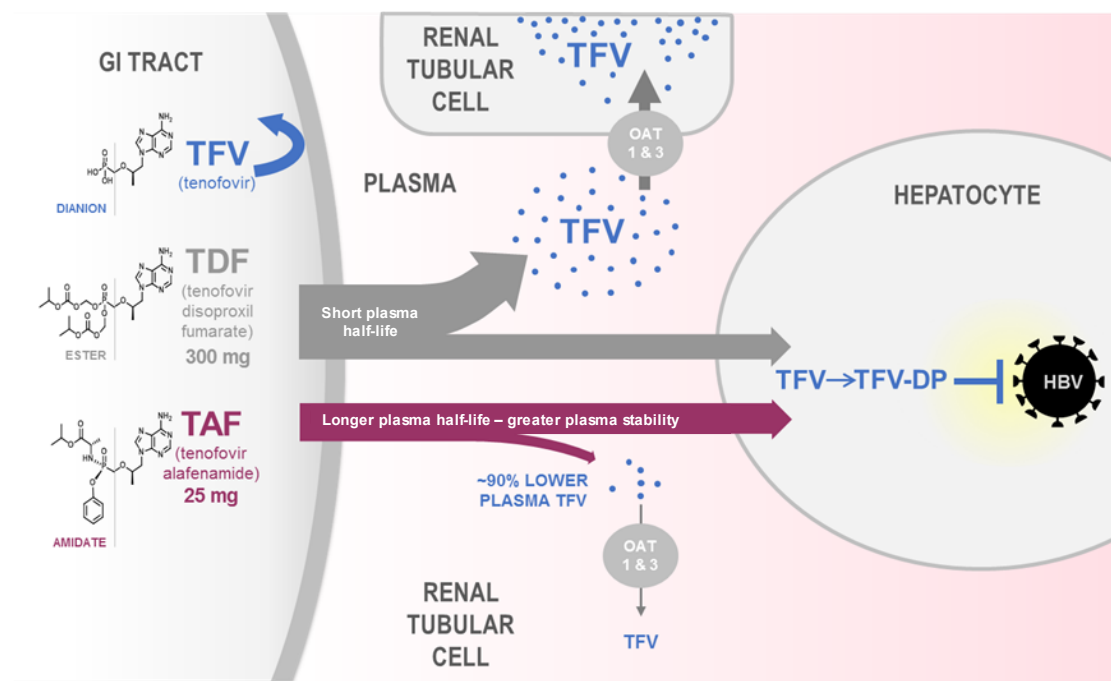 GI TRACT
NH₂
N
N
N
N
O
HO
P
O
OH
TFV
(tenofovir)
DIANION
NH₂
N
N
N
N
O
O
O
O
O
P
O
O
O
O
O
TDF
(tenofovir
disoproxil
fumarate)
300 mg
ESTER
NH₂
N
N
N
N
O
O
HN
O
P
O
O
TAF
(tenofovir
alafenamide)
25 mg
AMIDATE
RENAL
TUBULAR
CELL
TFV
OAT
1 & 3
PLASMA
TFV
Short plasma
half-life
Longer plasma half-life – greater plasma stability
~90% LOWER
PLASMA TFV
OAT
1 & 3
TFV
RENAL
TUBULAR
CELL
HEPATOCYTE
TFV→TFV-DP
HBV